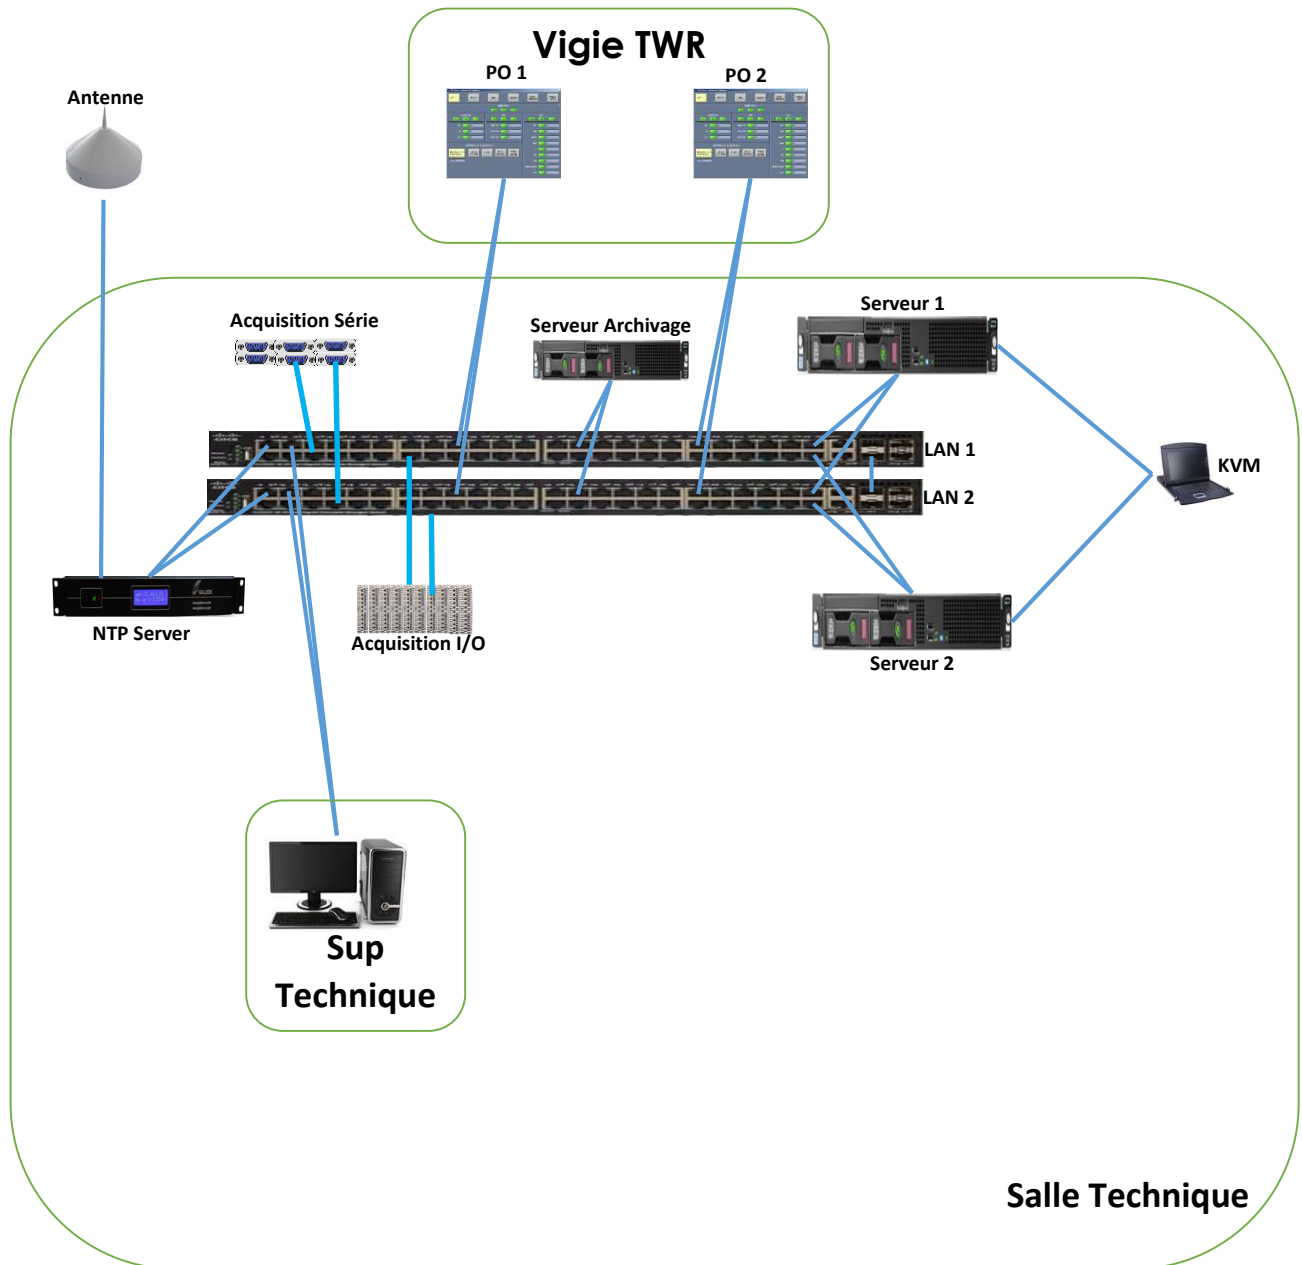 Vigie TWR
PO 1
PO 2
Antenne
Acquisition Série
Serveur Archivage
Serveur 1
LAN 1
LAN 2
KVM
NTP Server
Acquisition I/O
Serveur 2
Sup
Technique
Salle Technique